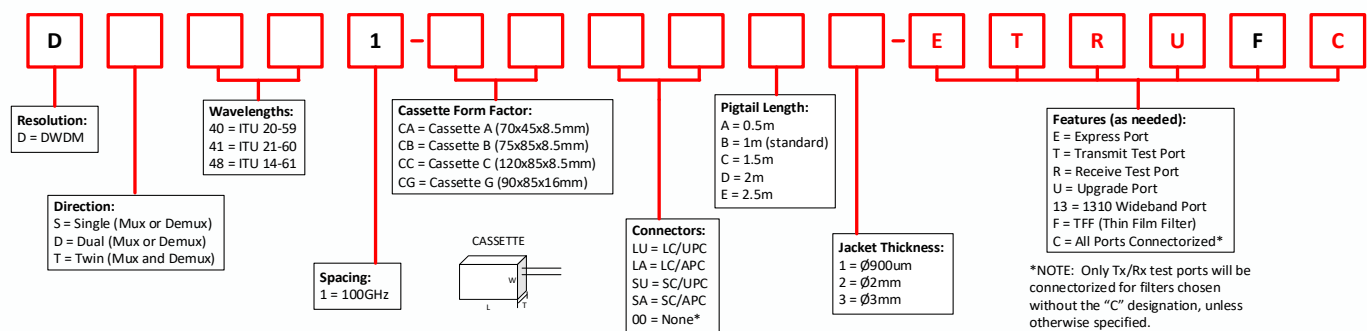 D 1 - - E T R U F C
Resolution:
D = DWDM
Direction:
S = Single (Mux or Demux)
D = Dual (Mux or Demux)
T = Twin (Mux and Demux)
Wavelengths:
40 = ITU 20-59
41 = ITU 21-60
48 = ITU 14-61
Spacing:
1 = 100GHz
Cassette Form Factor:
CA = Cassette A (70x45x8.5mm)
CB = Cassette B (75x85x8.5mm)
CC = Cassette C (120x85x8.5mm)
CG = Cassette G (90x85x16mm)
CASSETTE
W
L
T
Connectors:
LU = LC/UPC
LA = LC/APC
SU = SC/UPC
SA = SC/APC
00 = None*
Pigtail Length:
A = 0.5m
B = 1m (standard)
C = 1.5m
D = 2m
E = 2.5m
Jacket Thickness:
1 = Ø900um
2 = Ø2mm
3 = Ø3mm
Features (as needed):
E = Express Port
T = Transmit Test Port
R = Receive Test Port
U = Upgrade Port
13 = 1310 Wideband Port
F = TFF (Thin Film Filter)
C = All Ports Connectorized*
*NOTE: Only Tx/Rx test ports will be
connectorized for filters chosen
without the “C” designation, unless
otherwise specified.